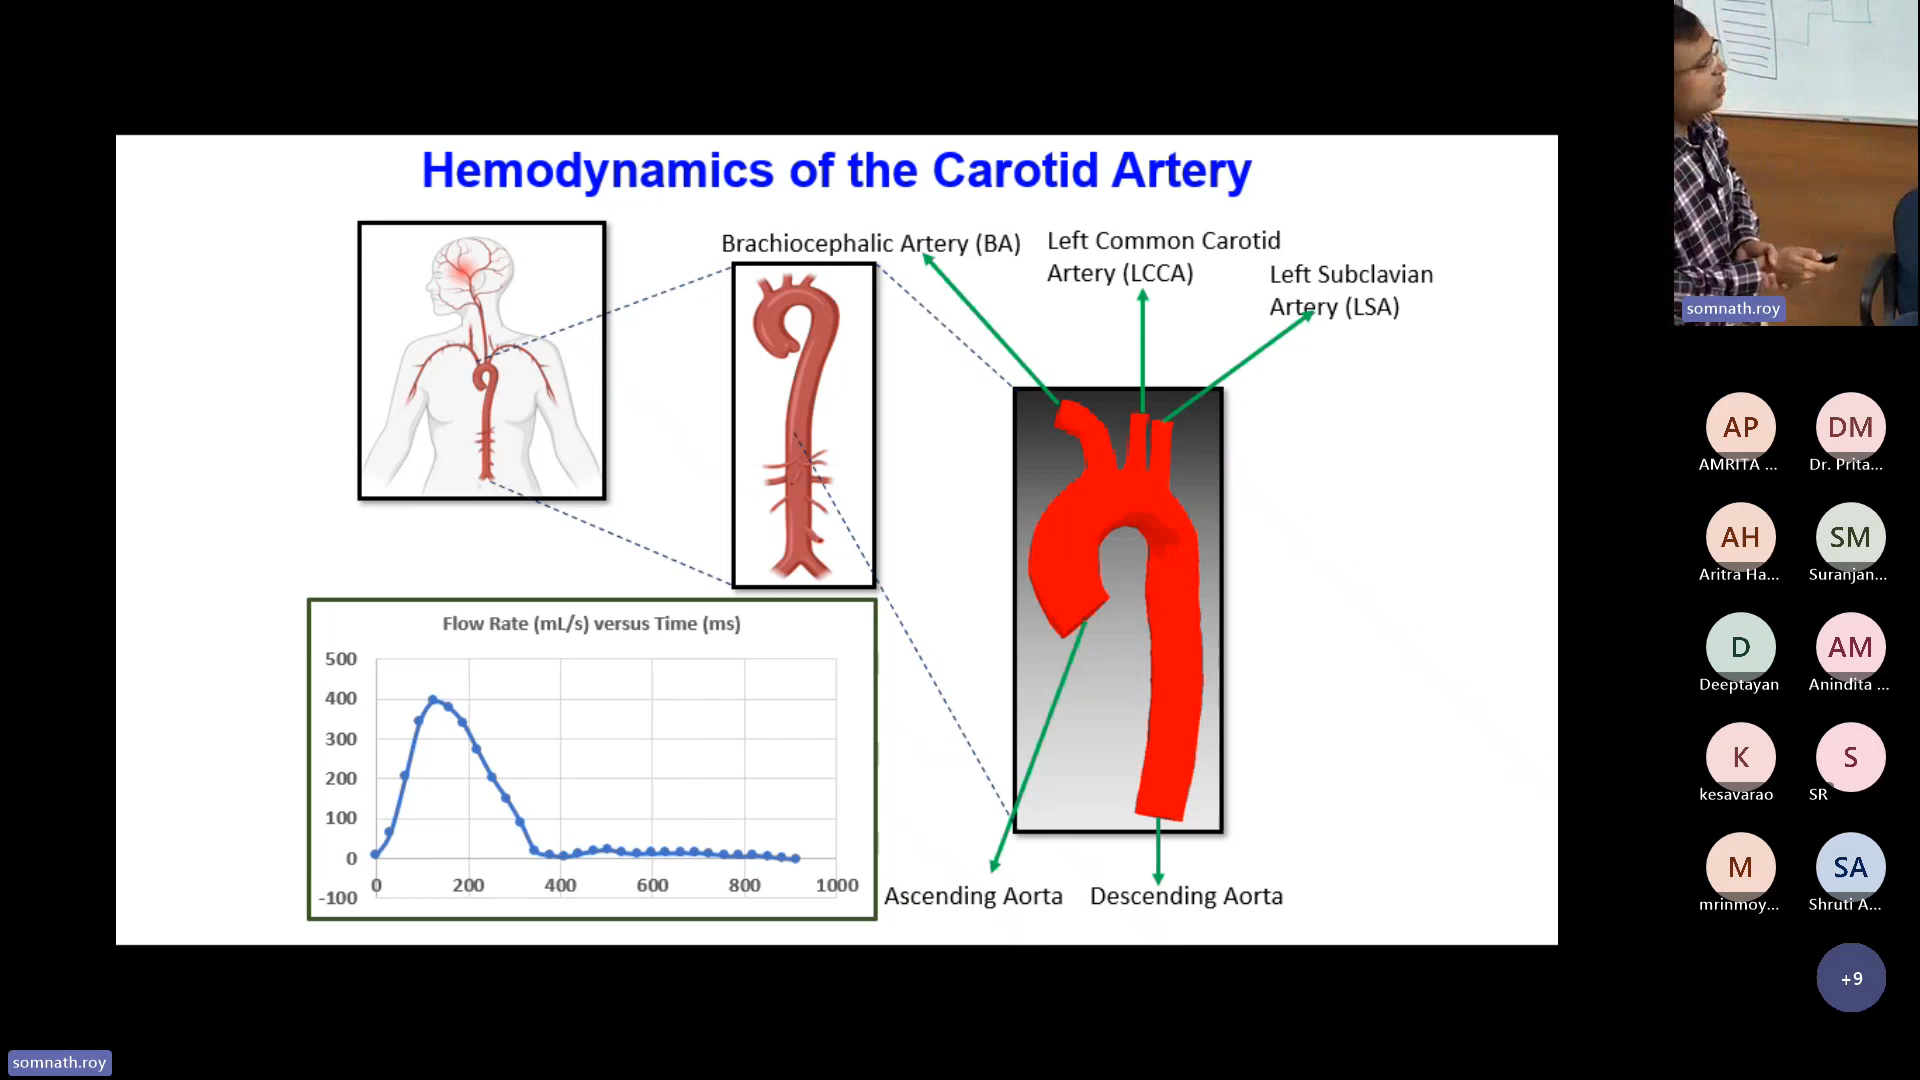 Hemodynamics of the Carotid Artery
Brachiocephalic Artery (BA)
Left Common Carotid
Artery (LCCA)
Left Subclavian
Artery (LSA)
Flow Rate (mL/s) versus Time (ms)
500
400
300
200
100
0
-100
0 200 400 600 800 1000
Ascending Aorta
Descending Aorta
somnath.roy
AP
AMRITA ...
DM
Dr. Prita...
AH
Aritra Ha...
SM
Suranjan...
D
Deeptayan
AM
Anindita ...
K
kesavarao
S
SR
M
mrinmoy...
SA
Shruti A...
+9
somnath.roy